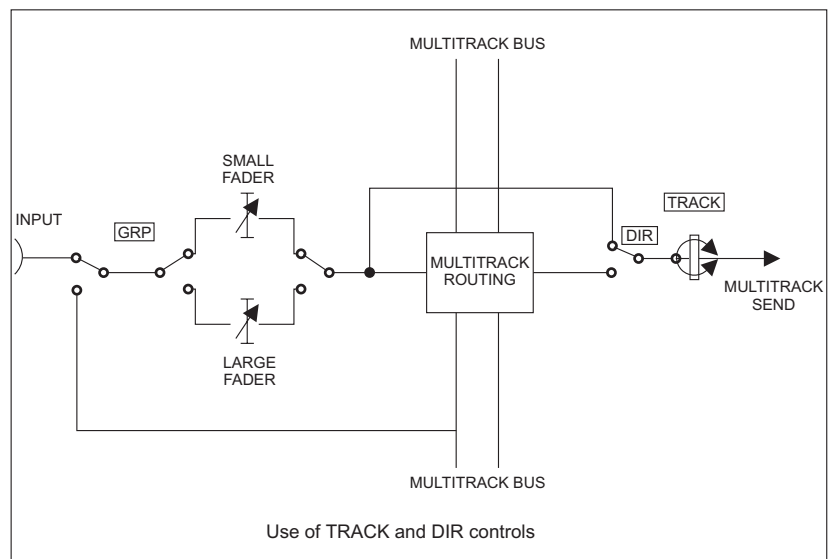 MULTITRACK BUS
SMALL
FADER
INPUT
GRP
TRACK
DIR
MULTITRACK
ROUTING
MULTITRACK
SEND
LARGE
FADER
MULTITRACK BUS
Use of TRACK and DIR controls